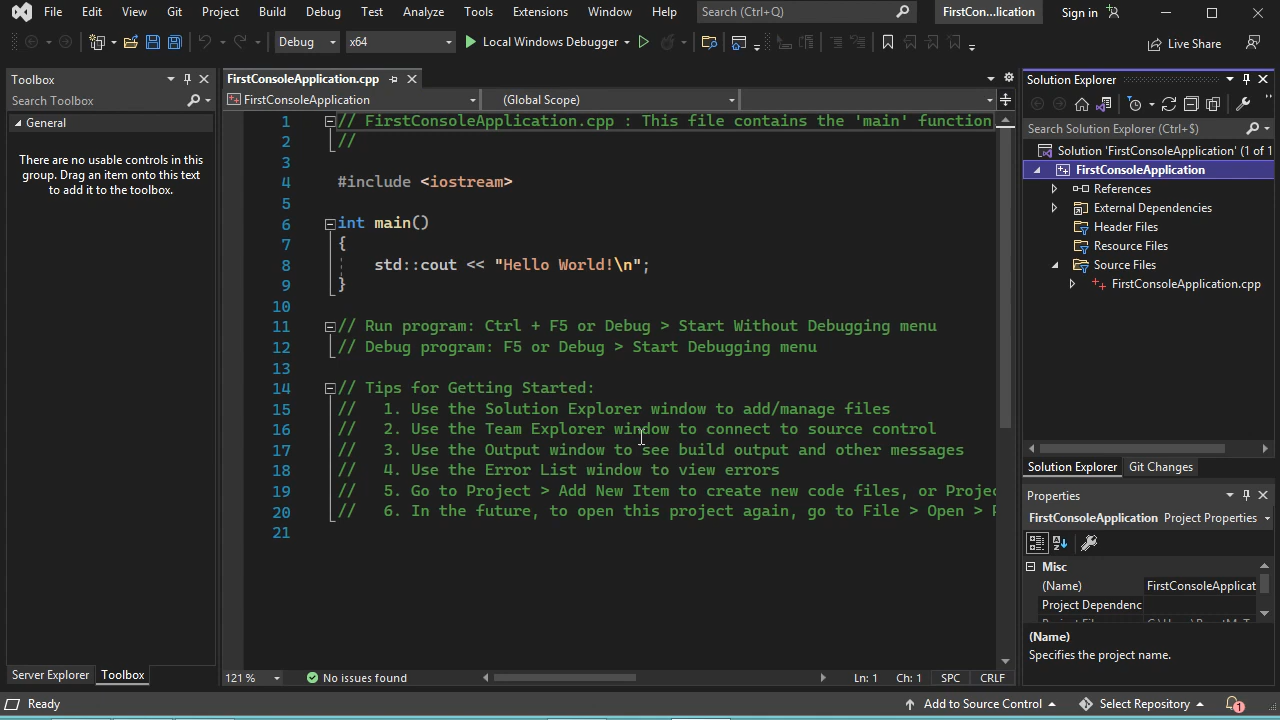 File Edit View Git Project Build Debug Test Analyze Tools Extensions Window Help Search (Ctrl+Q) FirstCon...lication Sign in
Debug x64 Local Windows Debugger Live Share
Toolbox
Search Toolbox
General
There are no usable controls in this
group. Drag an item onto this text
to add it to the toolbox.
Server Explorer Toolbox
FirstConsoleApplication.cpp
FirstConsoleApplication (Global Scope)
1 // FirstConsoleApplication.cpp : This file contains the 'main' function
2 //
3
4 #include <iostream>
5
6 int main()
7 {
8 std::cout << "Hello World!\n";
9 }
10
11 // Run program: Ctrl + F5 or Debug > Start Without Debugging menu
12 // Debug program: F5 or Debug > Start Debugging menu
13
14 // Tips for Getting Started:
15 // 1. Use the Solution Explorer window to add/manage files
16 // 2. Use the Team Explorer window to connect to source control
17 // 3. Use the Output window to see build output and other messages
18 // 4. Use the Error List window to view errors
19 // 5. Go to Project > Add New Item to create new code files, or Projec
20 // 6. In the future, to open this project again, go to File > Open >
21
121 % No issues found Ln: 1 Ch: 1 SPC CRLF
Solution Explorer
Search Solution Explorer (Ctrl+$)
Solution 'FirstConsoleApplication' (1 of 1
FirstConsoleApplication
References
External Dependencies
Header Files
Resource Files
Source Files
FirstConsoleApplication.cpp
Solution Explorer Git Changes
Properties
FirstConsoleApplication Project Properties
Misc
(Name) FirstConsoleApplicat
Project Dependenc
(Name)
Specifies the project name.
Ready Add to Source Control Select Repository 1